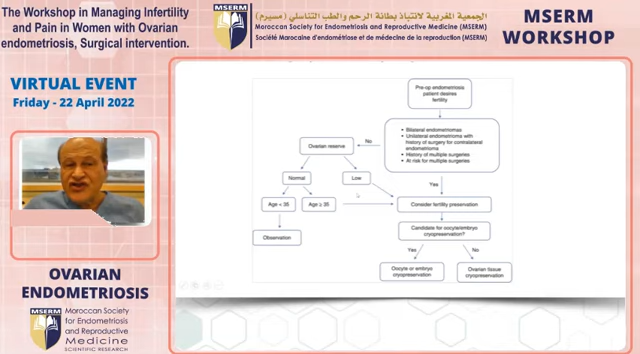 The Workshop in Managing Infertility
and Pain in Women with Ovarian
endometriosis, Surgical intervention.
VIRTUAL EVENT
Friday - 22 April 2022
MSERM
الجمعية المغربية لانتباذ بطانة الرحم والطب التناسلي (مسيرم)
Moroccan Society for Endometriosis and Reproductive Medicine (MSERM)
Société Marocaine d'endométriose et de médecine de la reproduction (MSERM)
MSERM
WORKSHOP
Pre-op endometriosis
patient desires
fertility
• Bilateral endometriomas
• Unilateral endometrioma with
history of surgery for contralateral
endometrioma
• History of multiple surgeries
• At risk for multiple surgeries
No
Ovarian reserve
Normal
Low
Yes
Age < 35
Age ≥ 35
Consider fertility preservation
Observation
Candidate for oocyte/embryo
cryopreservation?
Yes
No
Oocyte or embryo
cryopreservation
Ovarian tissue
cryopreservation
OVARIAN
ENDOMETRIOSIS
MSERM
Moroccan Society
for Endometriosis
and Reproductive
Medicine
SCIENTIFIC RESEARCH